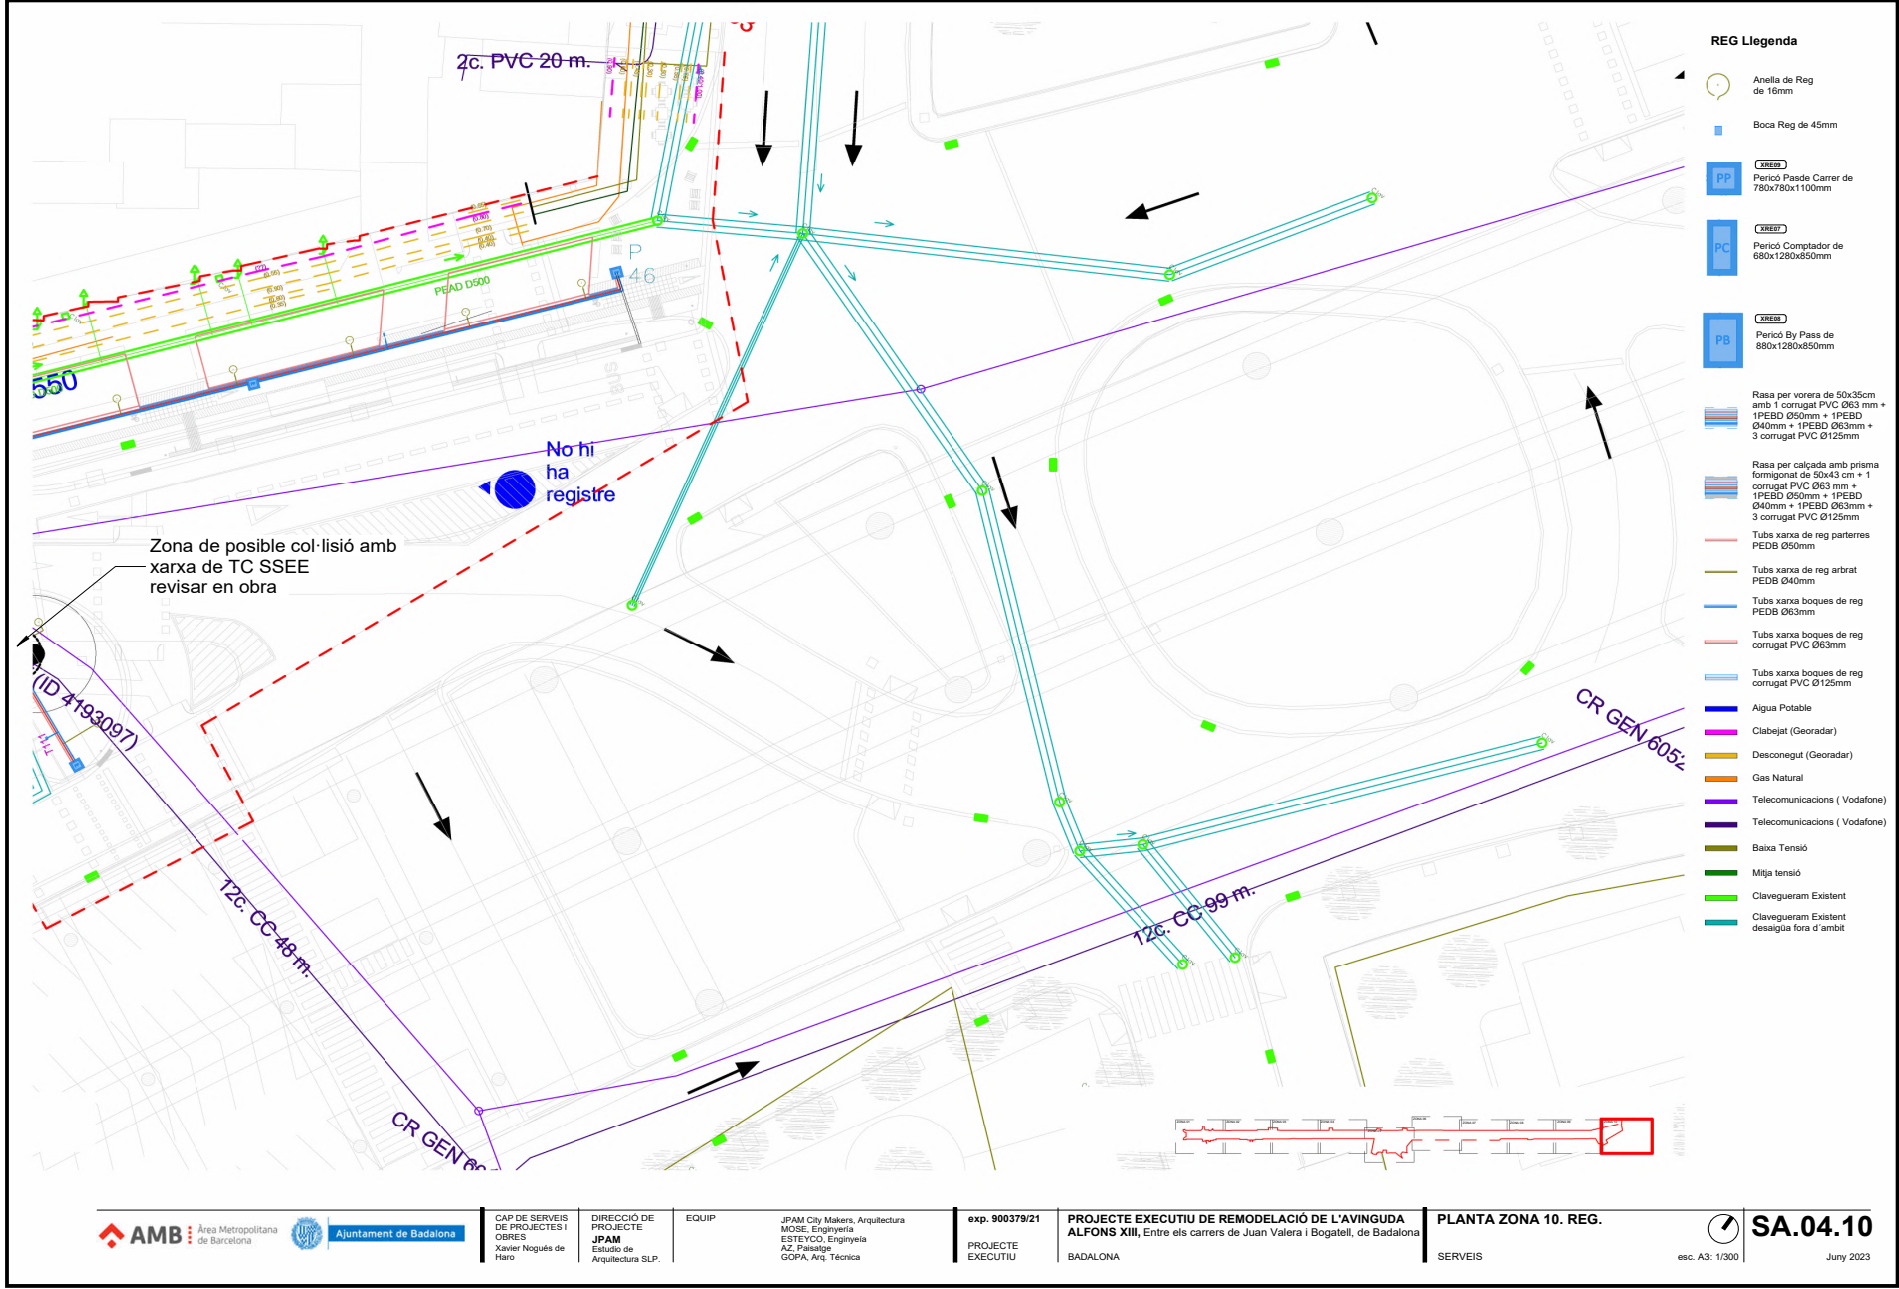 2c. PVC 20 m.
PEAD D500
P
46
550
No hi
ha
registre
Zona de posible col·lisió amb
xarxa de TC SSEE
revisar en obra
(ID 4193097)
12c. CC 48 m.
12c. CC 99 m.
CR GEN 6052
CR GEN 60
REG Llegenda
Anella de Reg
de 16mm
Boca Reg de 45mm
XRE09
PP
Pericó Pasde Carrer de
780x780x1100mm
XRE07
PC
Pericó Comptador de
680x1280x850mm
XRE08
PB
Pericó By Pass de
880x1280x850mm
Rasa per vorera de 50x35cm
amb 1 corrugat PVC Ø63 mm +
1PEBD Ø50mm + 1PEBD
Ø40mm + 1PEBD Ø63mm +
3 corrugat PVC Ø125mm
Rasa per calçada amb prisma
formigonat de 50x43 cm + 1
corrugat PVC Ø63 mm +
1PEBD Ø50mm + 1PEBD
Ø40mm + 1PEBD Ø63mm +
3 corrugat PVC Ø125mm
Tubs xarxa de reg parterres
PEDB Ø50mm
Tubs xarxa de reg arbrat
PEDB Ø40mm
Tubs xarxa boques de reg
PEDB Ø63mm
Tubs xarxa boques de reg
corrugat PVC Ø63mm
Tubs xarxa boques de reg
corrugat PVC Ø125mm
Aigua Potable
Clabejat (Georadar)
Desconegut (Georadar)
Gas Natural
Telecomunicacions ( Vodafone)
Telecomunicacions ( Vodafone)
Baixa Tensió
Mitja tensió
Clavegueram Existent
Clavegueram Existent
desaigüa fora d´ambit
AMB
Àrea Metropolitana
de Barcelona
Ajuntament de Badalona
CAP DE SERVEIS
DE PROJECTES I
OBRES
Xavier Nogués de
Haro
DIRECCIÓ DE
PROJECTE
JPAM
Estudio de
Arquitectura SLP.
EQUIP
JPAM City Makers, Arquitectura
MOSE, Enginyería
ESTEYCO, Enginyeía
AZ, Paisatge
GOPA, Arq. Técnica
exp. 900379/21
PROJECTE
EXECUTIU
PROJECTE EXECUTIU DE REMODELACIÓ DE L'AVINGUDA
ALFONS XIII, Entre els carrers de Juan Valera i Bogatell, de Badalona
BADALONA
PLANTA ZONA 10. REG.
SERVEIS
esc. A3: 1/300
SA.04.10
Juny 2023